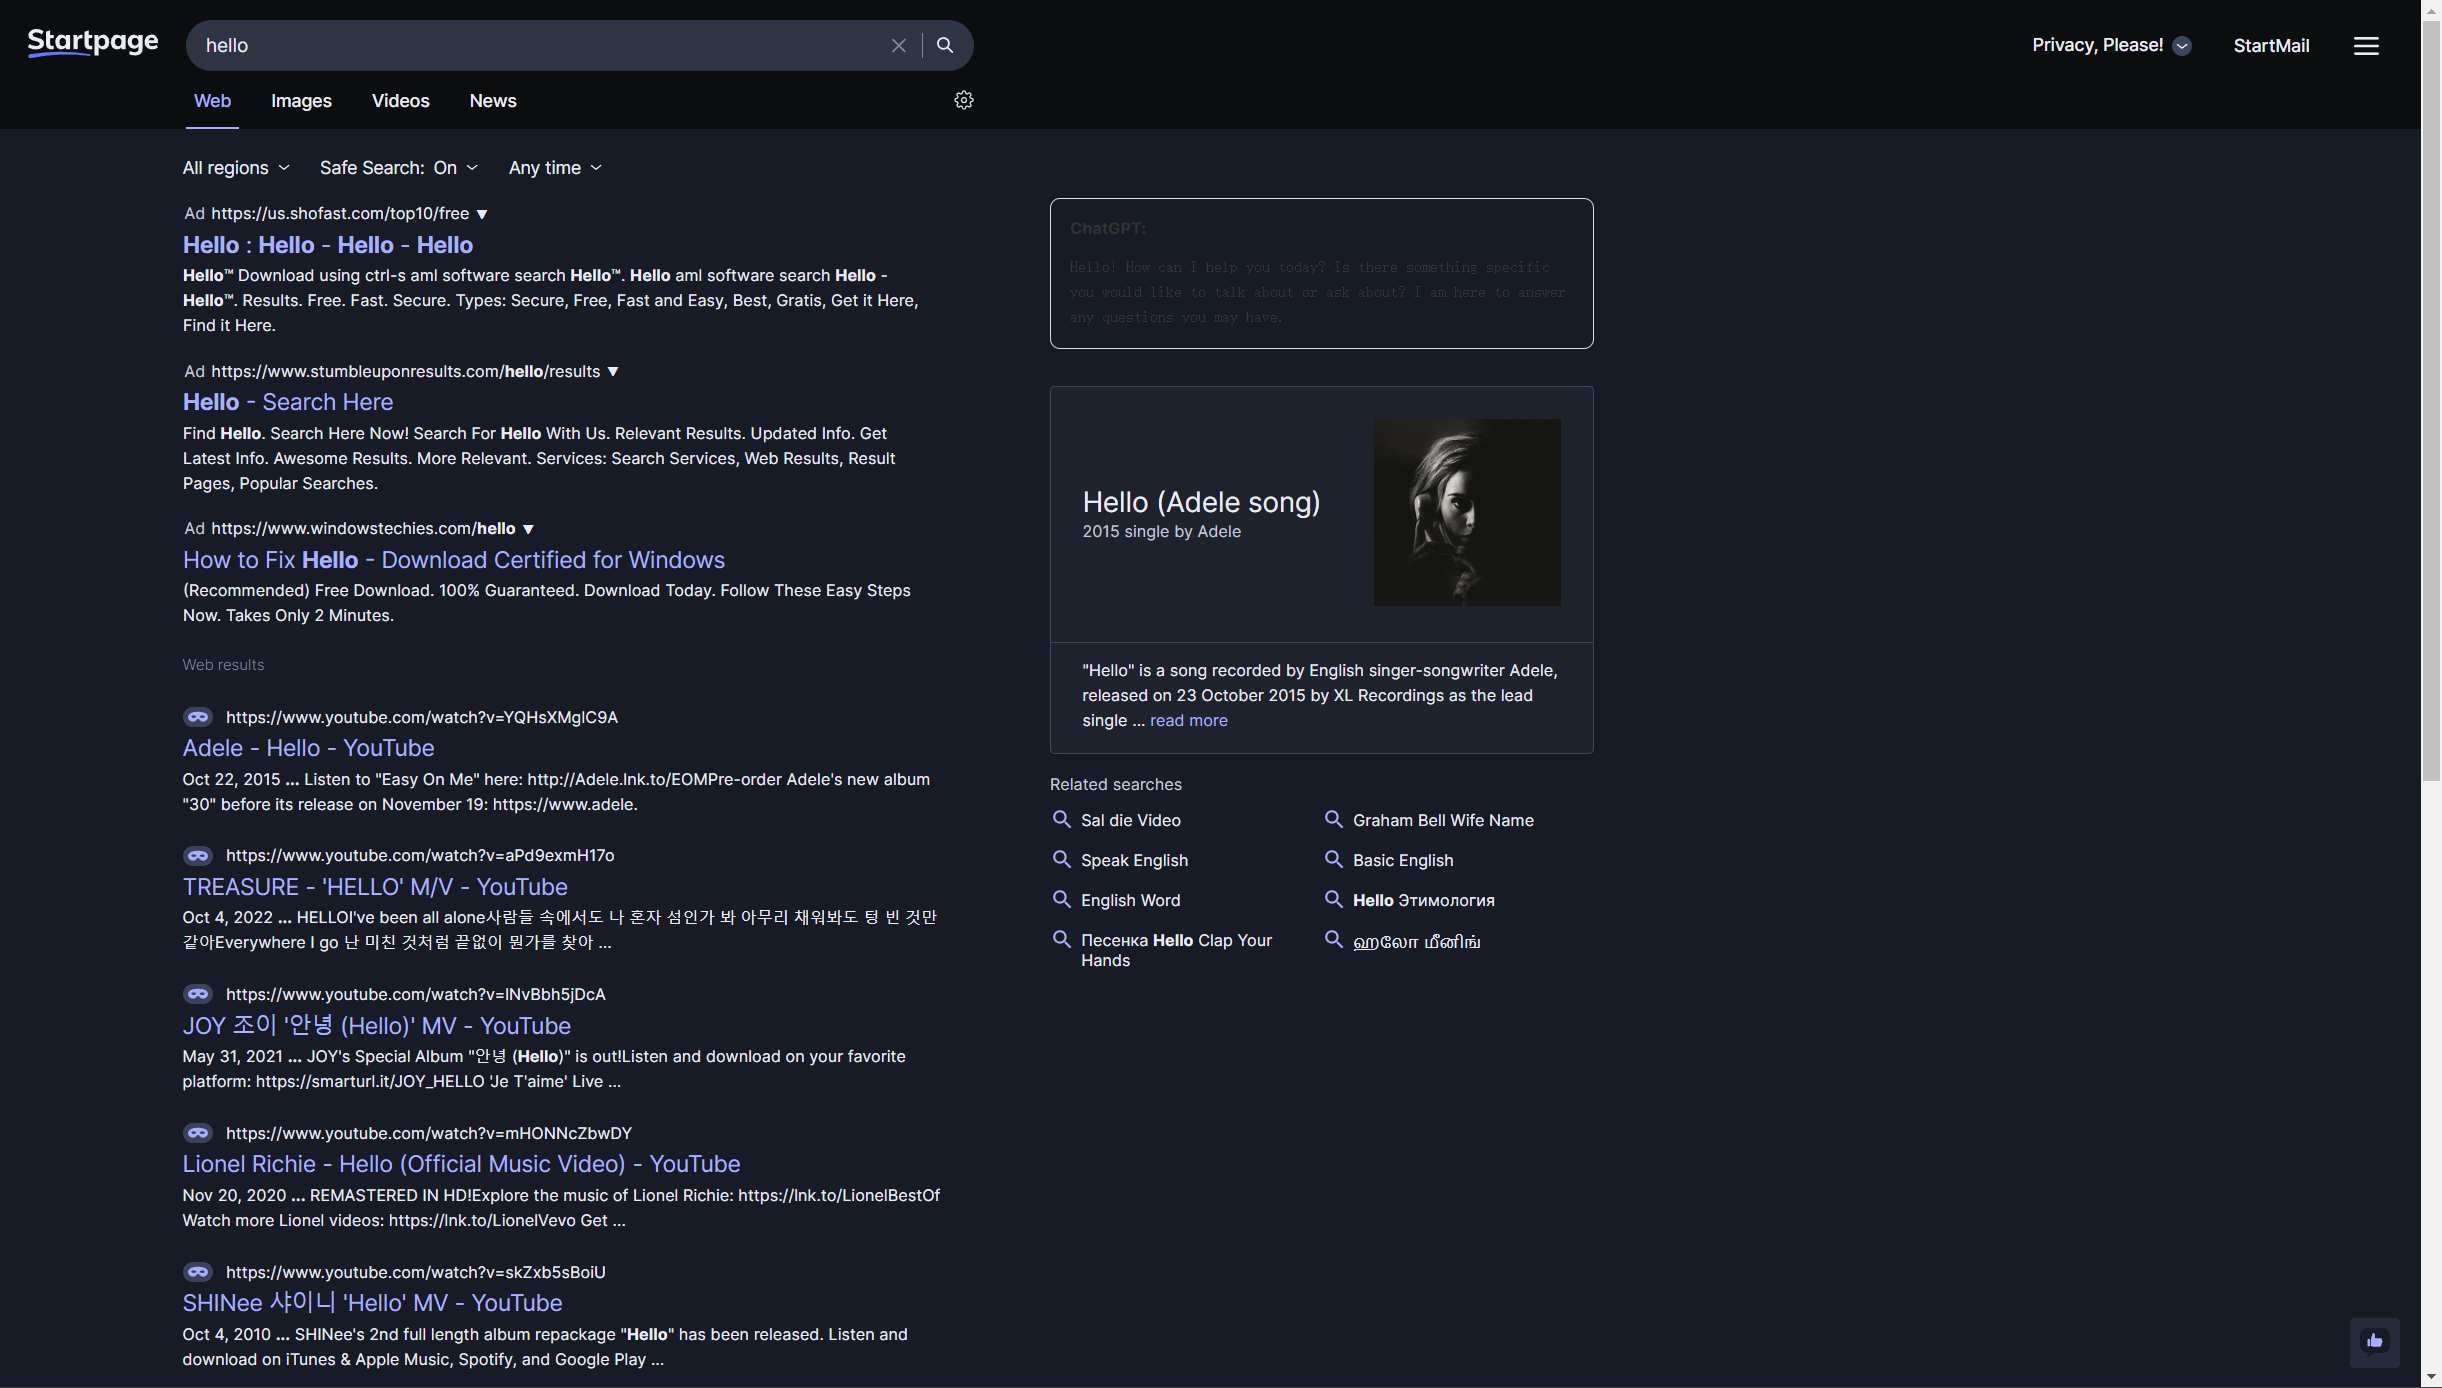 Startpage
hello
Privacy, Please!
StartMail
Web Images Videos News
All regions Safe Search: On Any time
Ad https://us.shofast.com/top10/free ▼
Hello : Hello - Hello - Hello
Hello™ Download using ctrl-s aml software search Hello™. Hello aml software search Hello -
Hello™. Results. Free. Fast. Secure. Types: Secure, Free, Fast and Easy, Best, Gratis, Get it Here,
Find it Here.
Ad https://www.stumbleuponresults.com/hello/results ▼
Hello - Search Here
Find Hello. Search Here Now! Search For Hello With Us. Relevant Results. Updated Info. Get
Latest Info. Awesome Results. More Relevant. Services: Search Services, Web Results, Result
Pages, Popular Searches.
Ad https://www.windowstechies.com/hello ▼
How to Fix Hello - Download Certified for Windows
(Recommended) Free Download. 100% Guaranteed. Download Today. Follow These Easy Steps
Now. Takes Only 2 Minutes.
Web results
https://www.youtube.com/watch?v=YQHsXMglC9A
Adele - Hello - YouTube
Oct 22, 2015 ... Listen to "Easy On Me" here: http://Adele.lnk.to/EOMPre-order Adele's new album
"30" before its release on November 19: https://www.adele.
https://www.youtube.com/watch?v=aPd9exmH17o
TREASURE - 'HELLO' M/V - YouTube
Oct 4, 2022 ... HELLOI've been all alone사람들 속에서도 나 혼자 섬인가 봐 아무리 채워봐도 텅 빈 것만
같아Everywhere I go 난 미친 것처럼 끝없이 뭔가를 찾아 ...
https://www.youtube.com/watch?v=lNvBbh5jDcA
JOY 조이 '안녕 (Hello)' MV - YouTube
May 31, 2021 ... JOY's Special Album "안녕 (Hello)" is out!Listen and download on your favorite
platform: https://smarturl.it/JOY_HELLO 'Je T'aime' Live ...
https://www.youtube.com/watch?v=mHONNcZbwDY
Lionel Richie - Hello (Official Music Video) - YouTube
Nov 20, 2020 ... REMASTERED IN HD!Explore the music of Lionel Richie: https://lnk.to/LionelBestOf
Watch more Lionel videos: https://lnk.to/LionelVevo Get ...
https://www.youtube.com/watch?v=skZxb5sBoiU
SHINee 샤이니 'Hello' MV - YouTube
Oct 4, 2010 ... SHINee's 2nd full length album repackage "Hello" has been released. Listen and
download on iTunes & Apple Music, Spotify, and Google Play ...
ChatGPT:
Hello! How can I help you today? Is there something specific
you would like to talk about or ask about? I am here to answer
any questions you may have.
Hello (Adele song)
2015 single by Adele
"Hello" is a song recorded by English singer-songwriter Adele,
released on 23 October 2015 by XL Recordings as the lead
single ... read more
Related searches
Sal die Video
Graham Bell Wife Name
Speak English
Basic English
English Word
Hello Этимология
Песенка Hello Clap Your
Hands
ஹலோ மீனிங்